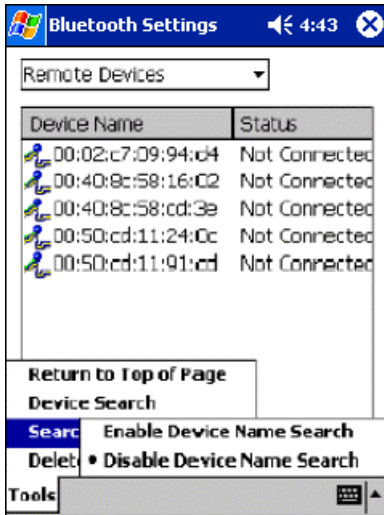 Bluetooth Settings 4:43
Remote Devices
Device Name Status
00:02:c7:09:94:d4 Not Connected
00:40:8c:58:16:02 Not Connected
00:40:8c:58:cd:3e Not Connected
00:50:cd:11:24:0c Not Connected
00:50:cd:11:91:cd Not Connected
Return to Top of Page
Device Search
Searc Enable Device Name Search
Delet • Disable Device Name Search
Tools